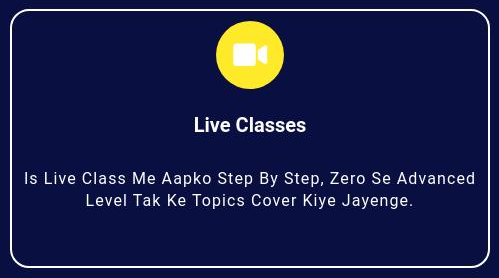 Live Classes
Is Live Class Me Aapko Step By Step, Zero Se Advanced
Level Tak Ke Topics Cover Kiye Jayenge.